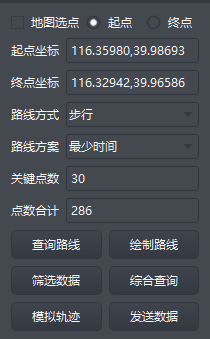 地图选点 起点 终点
起点坐标 116.35980,39.98693
终点坐标 116.32942,39.96586
路线方式 步行
路线方案 最少时间
关键点数 30
点数合计 286
查询路线 绘制路线
筛选数据 综合查询
模拟轨迹 发送数据